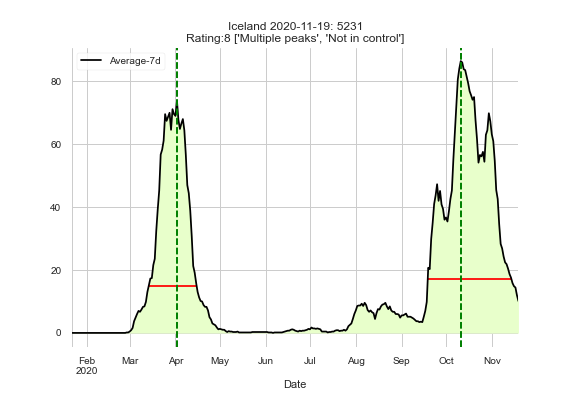 Iceland 2020-11-19: 5231
Rating:8 ['Multiple peaks', 'Not in control']
Average-7d
80
60
40
20
0
Feb Mar Apr May Jun Jul Aug Sep Oct Nov
2020
Date